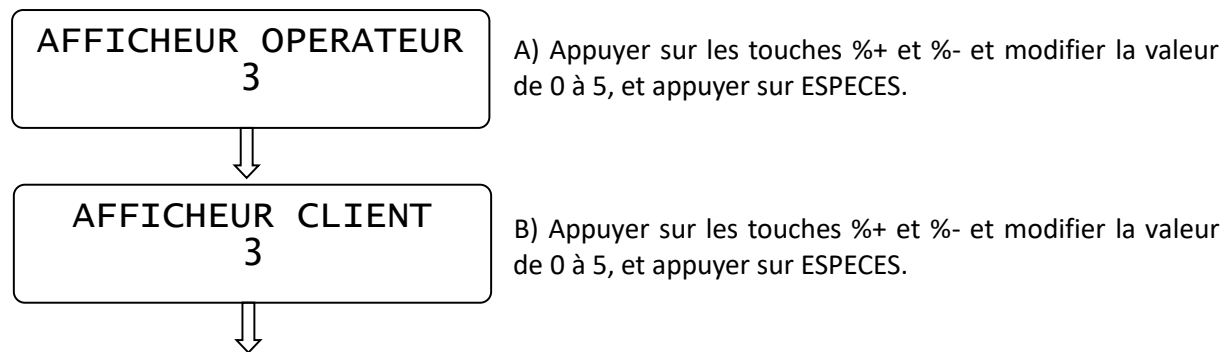 AFFICHEUR OPERATEUR
3
A) Appuyer sur les touches %+ et %- et modifier la valeur
de 0 à 5, et appuyer sur ESPECES.
AFFICHEUR CLIENT
3
B) Appuyer sur les touches %+ et %- et modifier la valeur
de 0 à 5, et appuyer sur ESPECES.